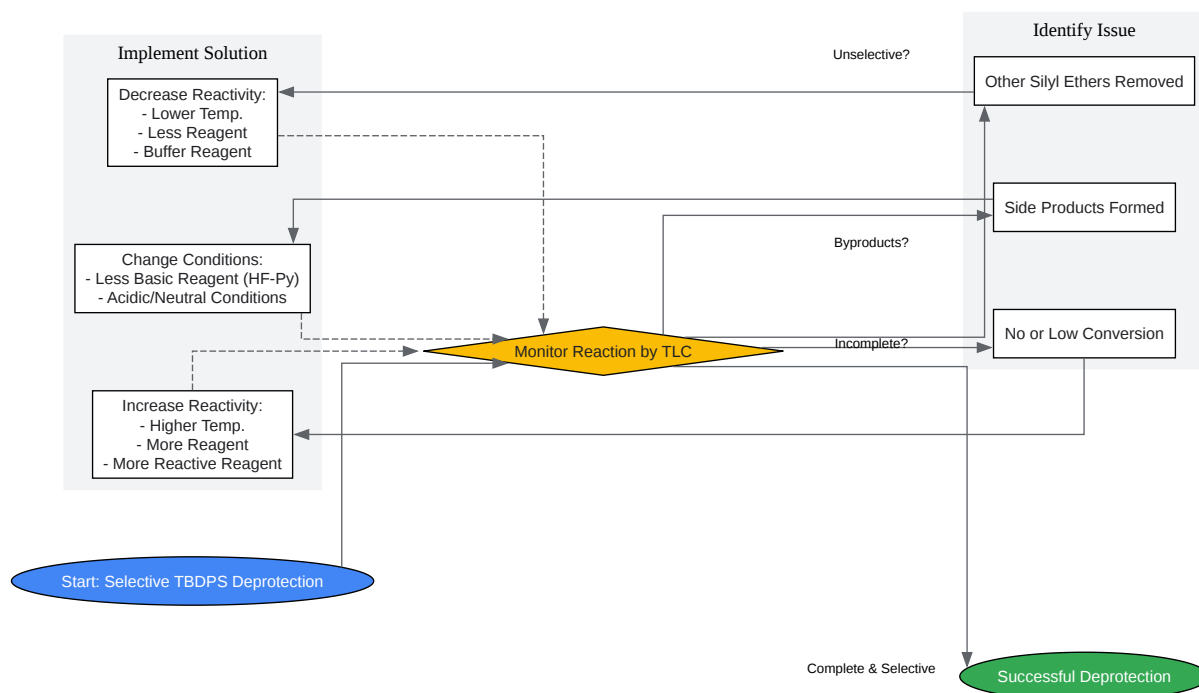 Implement Solution
Decrease Reactivity:
- Lower Temp.
- Less Reagent
- Buffer Reagent
Change Conditions:
- Less Basic Reagent (HF-Py)
- Acidic/Neutral Conditions
Increase Reactivity:
- Higher Temp.
- More Reagent
- More Reactive Reagent
Start: Selective TBDPS Deprotection
Monitor Reaction by TLC
Unselective?
Byproducts?
Incomplete?
Complete & Selective
Identify Issue
Other Silyl Ethers Removed
Side Products Formed
No or Low Conversion
Successful Deprotection